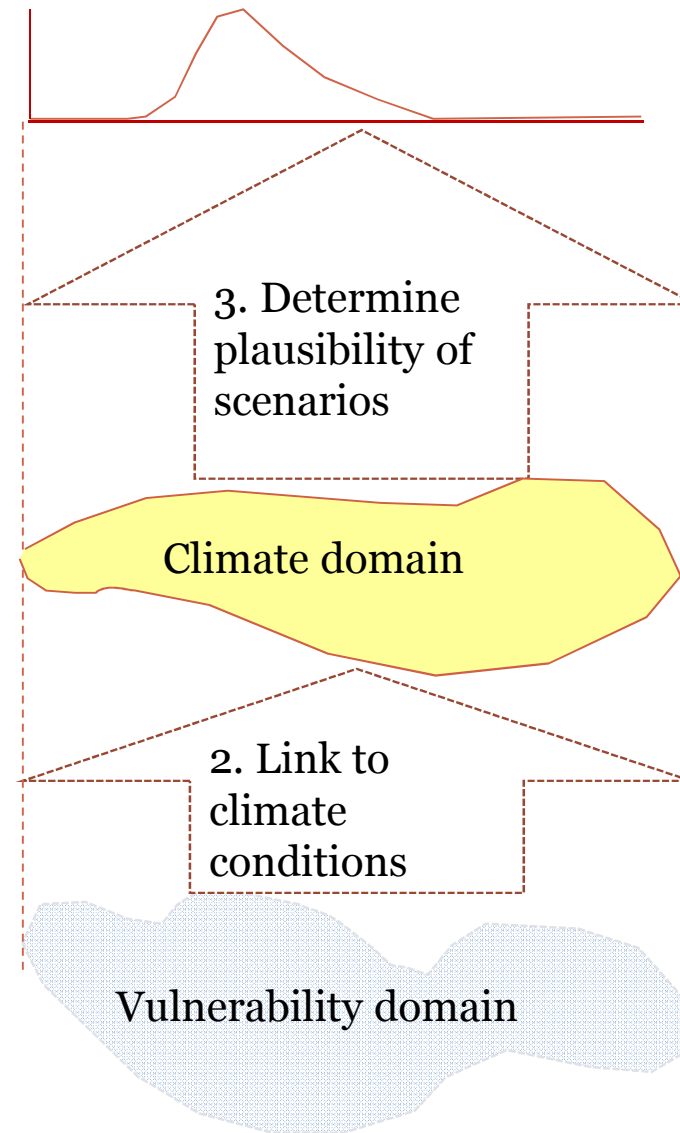 3. Determine
plausibility of
scenarios
Climate domain
2. Link to
climate
conditions
Vulnerability domain